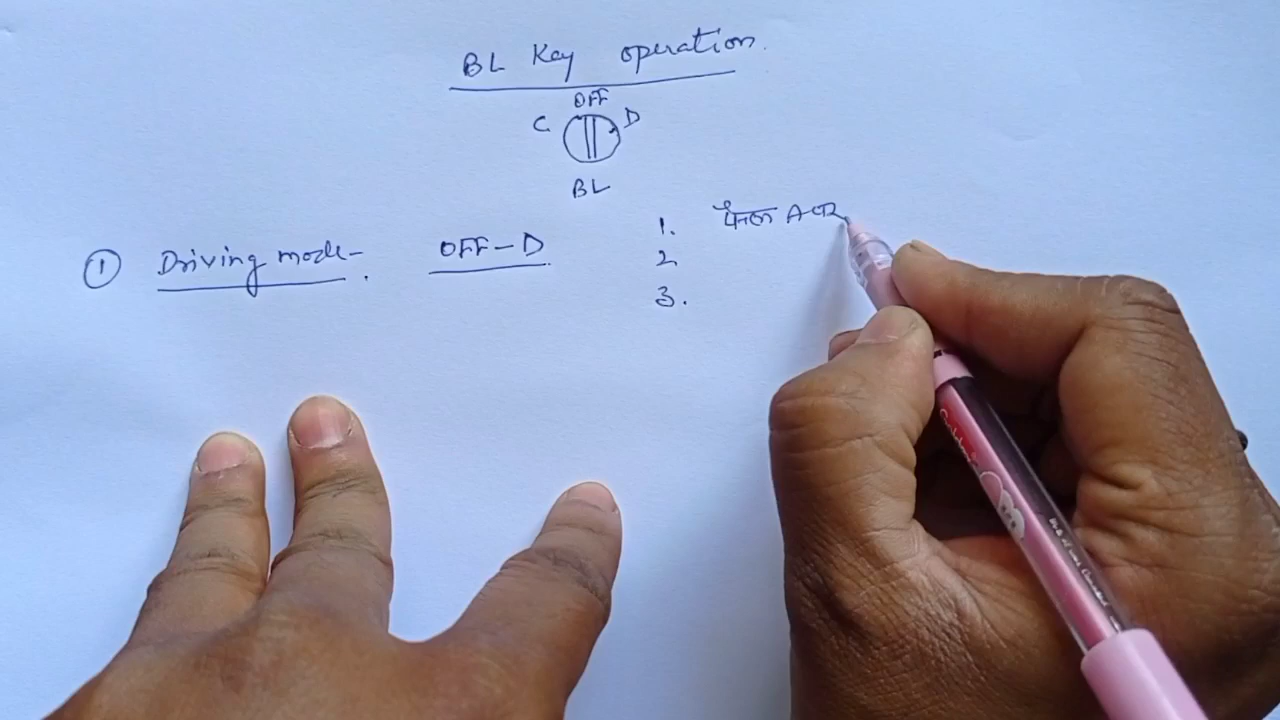 BL Key operation.
OFF
C D
BL
① Driving mode-. OFF-D
1. पैनल A का
2
3.